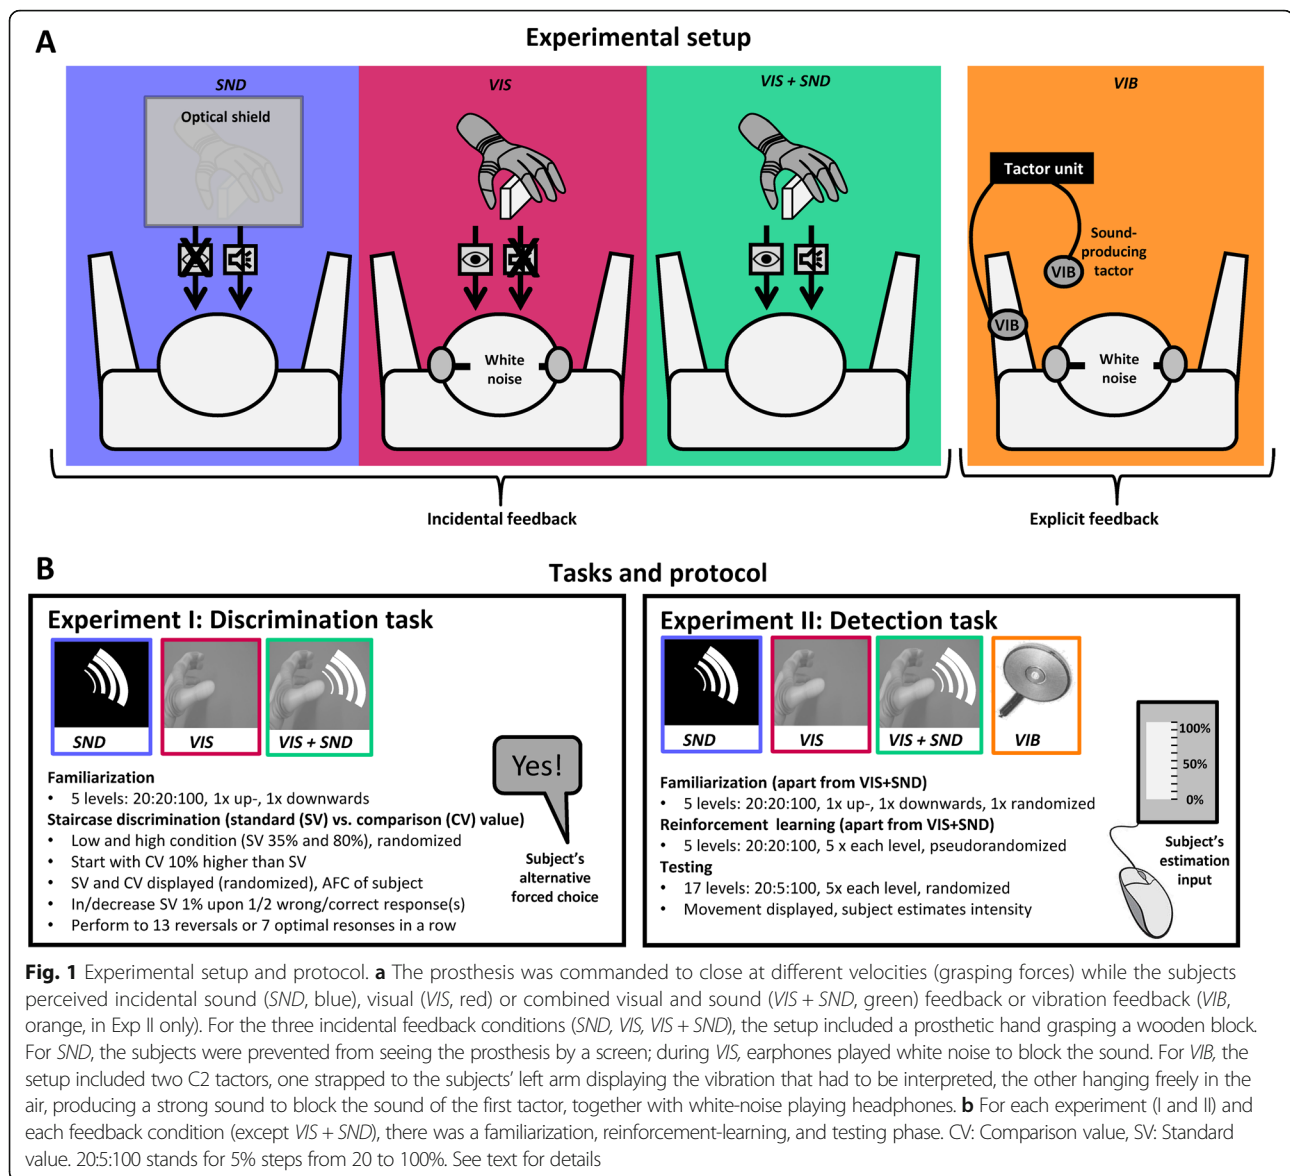 A
Experimental setup
SND
VIS
VIS + SND
VIB
Optical shield
Tactor unit
Sound-
producing
tactor
VIB
VIB
White
noise
White
noise
Incidental feedback
Explicit feedback
B
Tasks and protocol
Experiment I: Discrimination task
SND
VIS
VIS + SND
Familiarization
• 5 levels: 20:20:100, 1x up-, 1x downwards
Staircase discrimination (standard (SV) vs. comparison (CV) value)
• Low and high condition (SV 35% and 80%), randomized
• Start with CV 10% higher than SV
• SV and CV displayed (randomized), AFC of subject
• In/decrease SV 1% upon 1/2 wrong/correct response(s)
• Perform to 13 reversals or 7 optimal resonses in a row
Yes!
Subject's
alternative
forced choice
Experiment II: Detection task
SND
VIS
VIS + SND
VIB
Familiarization (apart from VIS+SND)
• 5 levels: 20:20:100, 1x up-, 1x downwards, 1x randomized
Reinforcement learning (apart from VIS+SND)
• 5 levels: 20:20:100, 5 x each level, pseudorandomized
Testing
• 17 levels: 20:5:100, 5x each level, randomized
• Movement displayed, subject estimates intensity
100%
50%
0%
Subject's
estimation
input
Fig. 1 Experimental setup and protocol. a The prosthesis was commanded to close at different velocities (grasping forces) while the subjects
perceived incidental sound (SND, blue), visual (VIS, red) or combined visual and sound (VIS + SND, green) feedback or vibration feedback (VIB,
orange, in Exp II only). For the three incidental feedback conditions (SND, VIS, VIS + SND), the setup included a prosthetic hand grasping a wooden block.
For SND, the subjects were prevented from seeing the prosthesis by a screen; during VIS, earphones played white noise to block the sound. For VIB, the
setup included two C2 tactors, one strapped to the subjects' left arm displaying the vibration that had to be interpreted, the other hanging freely in the
air, producing a strong sound to block the sound of the first tactor, together with white-noise playing headphones. b For each experiment (I and II) and
each feedback condition (except VIS + SND), there was a familiarization, reinforcement-learning, and testing phase. CV: Comparison value, SV: Standard
value. 20:5:100 stands for 5% steps from 20 to 100%. See text for details